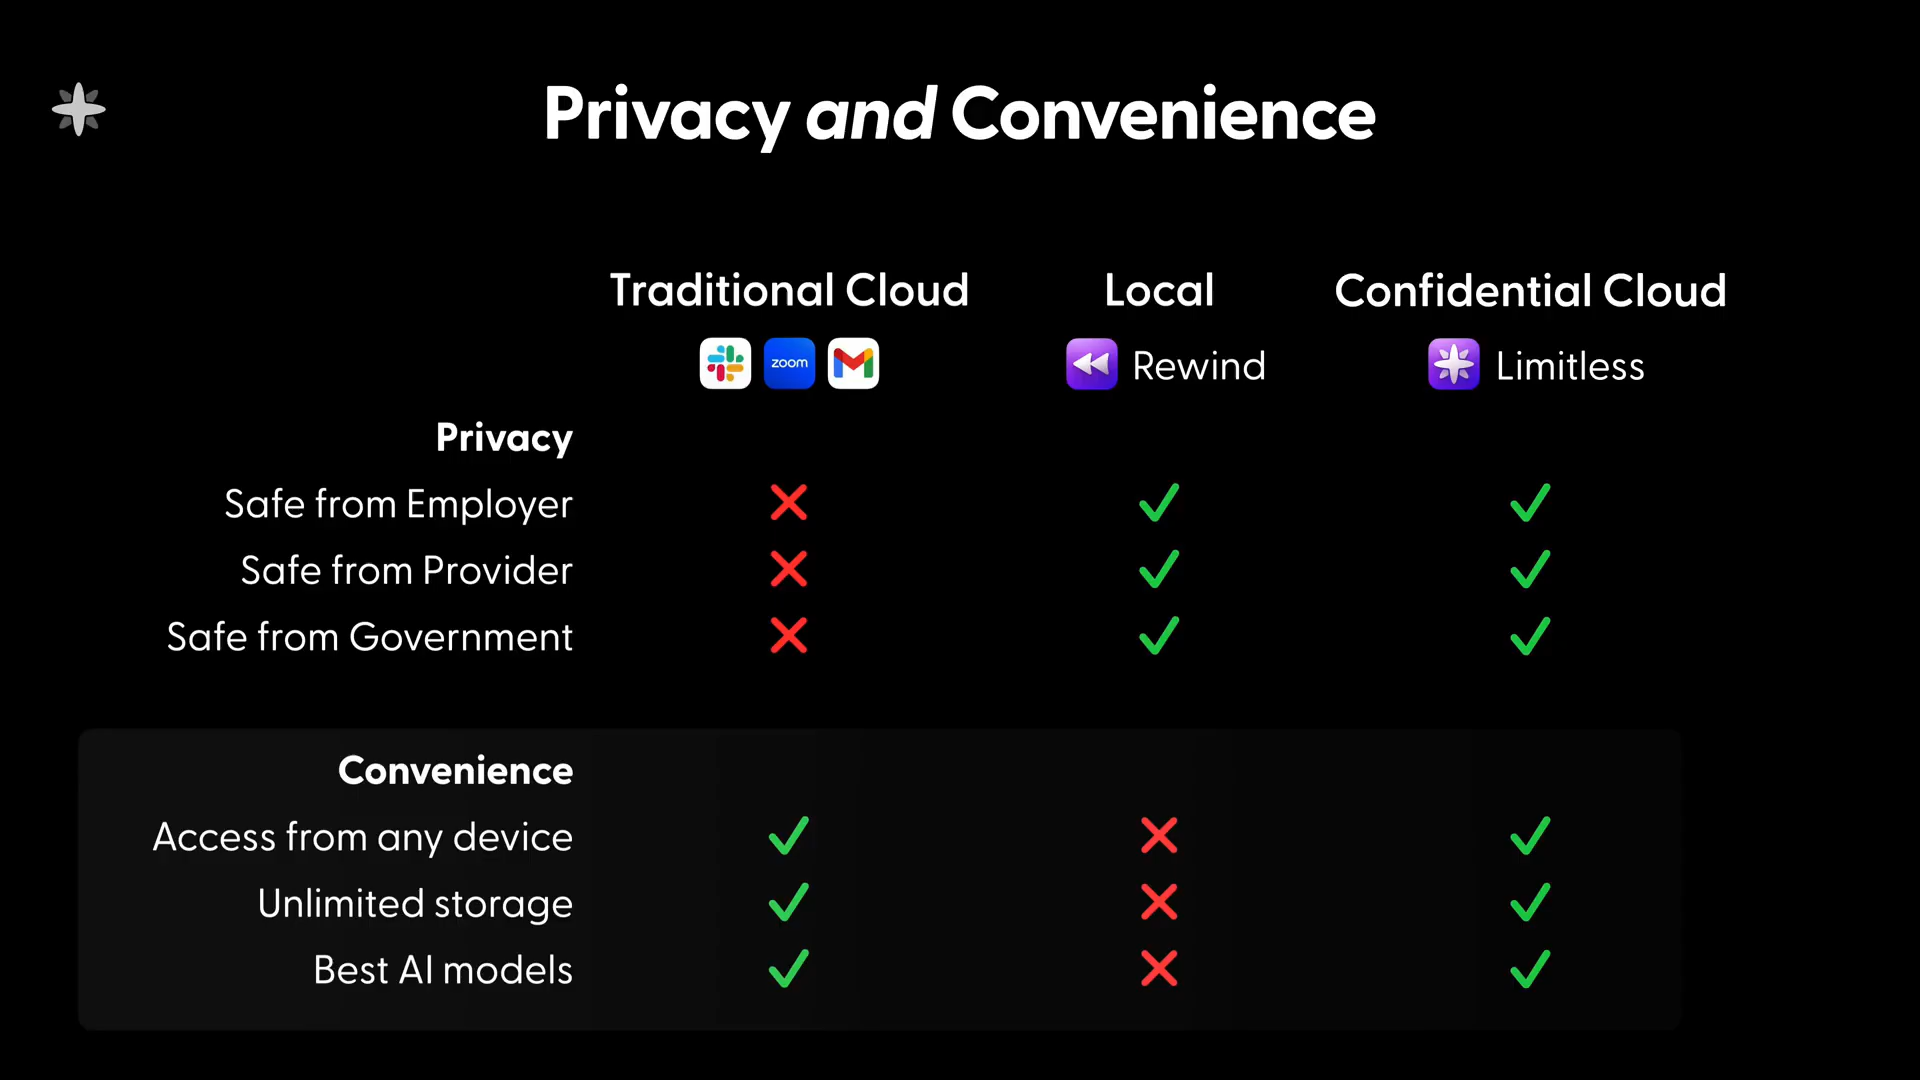 Privacy and Convenience
Traditional Cloud Local Confidential Cloud
zoom Rewind Limitless
Privacy
Safe from Employer
Safe from Provider
Safe from Government
Convenience
Access from any device
Unlimited storage
Best AI models